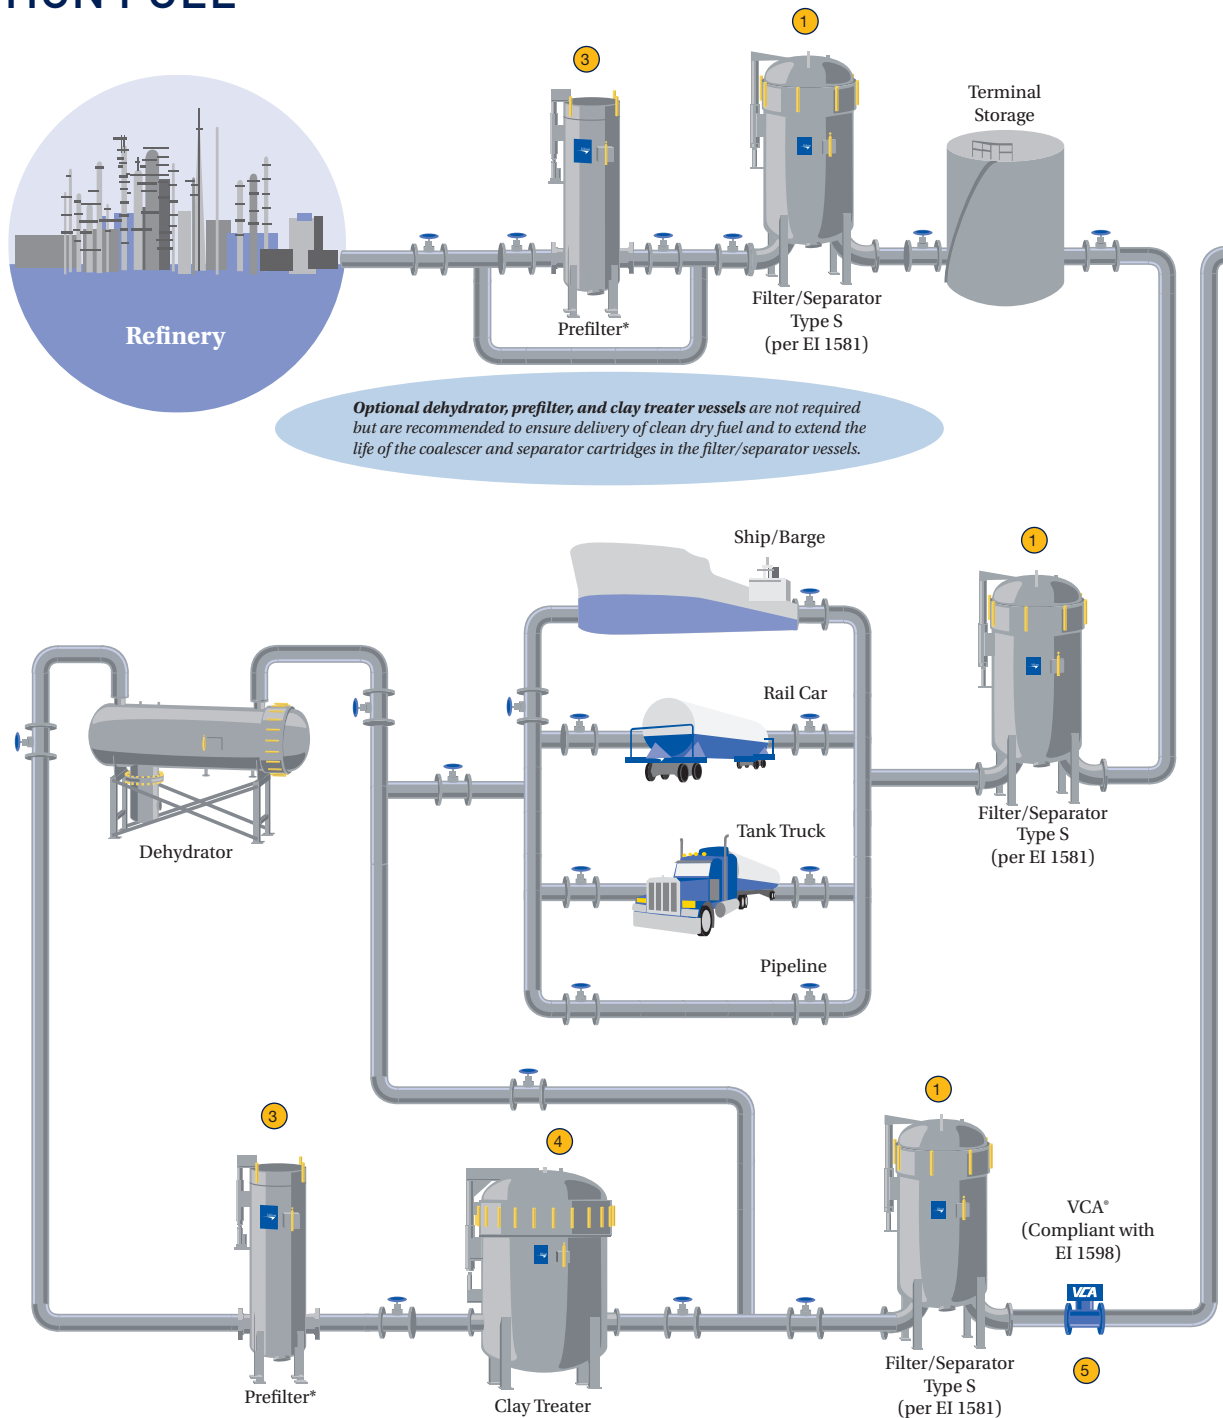 FUEL
1
3
Terminal
Storage
Refinery
Prefilter*
Filter/Separator
Type S
(per EI 1581)
Optional dehydrator, prefilter, and clay treater vessels are not required
but are recommended to ensure delivery of clean dry fuel and to extend the
life of the coalescer and separator cartridges in the filter/separator vessels.
Ship/Barge
1
Rail Car
Filter/Separator
Type S
(per EI 1581)
Tank Truck
Dehydrator
Pipeline
1
3
4
VCA®
(Compliant with
EI 1598)
VCA
5
Filter/Separator
Type S
(per EI 1581)
Prefilter*
Clay Treater